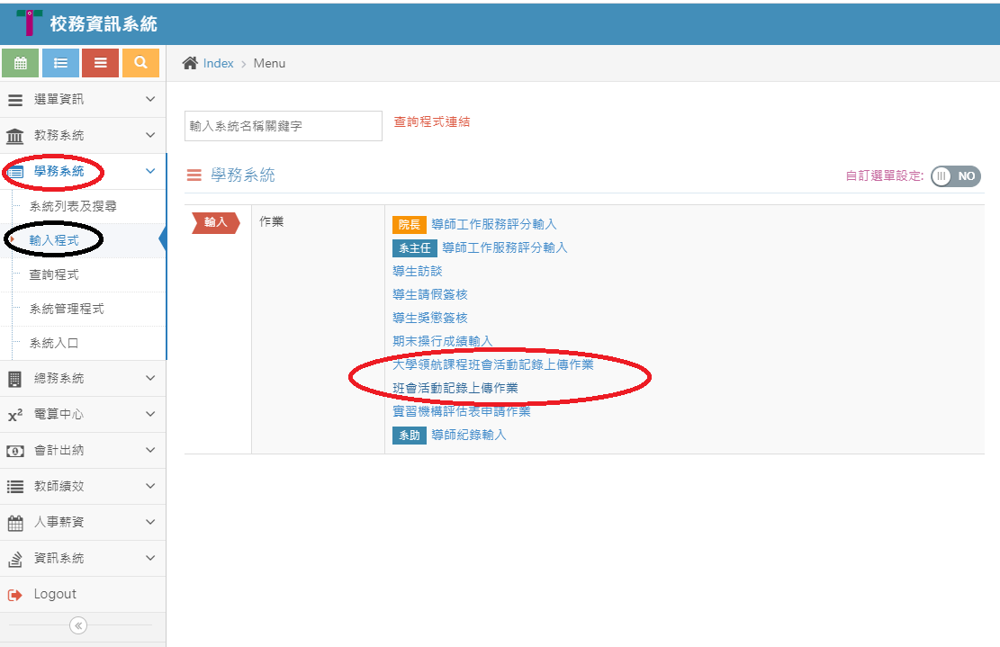 校務資訊系統
Index > Menu
選單資訊
教務系統
學務系統
系統列表及搜尋
輸入程式
查詢程式
系統管理程式
系統入口
總務系統
電算中心
會計出納
教師績效
人事薪資
資訊系統
Logout
輸入系統名稱關鍵字
查詢程式連結
學務系統
自訂選單設定: NO
輸入
作業
院長 導師工作服務評分輸入
系主任 導師工作服務評分輸入
導生訪談
導生請假簽核
導生獎懲簽核
期末操行成績輸入
大學領航課程班會活動記錄上傳作業
班會活動記錄上傳作業
實習機構評估表申請作業
系助 導師紀錄輸入